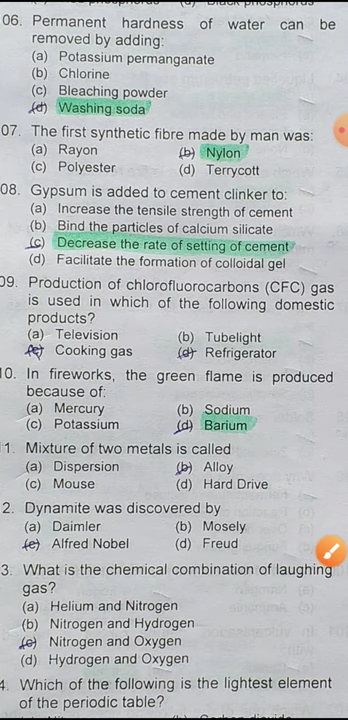 06. Permanent hardness of water can be
removed by adding:
(a) Potassium permanganate
(b) Chlorine
(c) Bleaching powder
(d) Washing soda
07. The first synthetic fibre made by man was:
(a) Rayon (b) Nylon
(c) Polyester (d) Terrycott
08. Gypsum is added to cement clinker to:
(a) Increase the tensile strength of cement
(b) Bind the particles of calcium silicate
(c) Decrease the rate of setting of cement
(d) Facilitate the formation of colloidal gel
09. Production of chlorofluorocarbons (CFC) gas
is used in which of the following domestic
products?
(a) Television (b) Tubelight
(c) Cooking gas (d) Refrigerator
10. In fireworks, the green flame is produced
because of:
(a) Mercury (b) Sodium
(c) Potassium (d) Barium
1. Mixture of two metals is called
(a) Dispersion (b) Alloy
(c) Mouse (d) Hard Drive
2. Dynamite was discovered by
(a) Daimler (b) Mosely
(c) Alfred Nobel (d) Freud
3. What is the chemical combination of laughing
gas?
(a) Helium and Nitrogen
(b) Nitrogen and Hydrogen
(c) Nitrogen and Oxygen
(d) Hydrogen and Oxygen
4. Which of the following is the lightest element
of the periodic table?